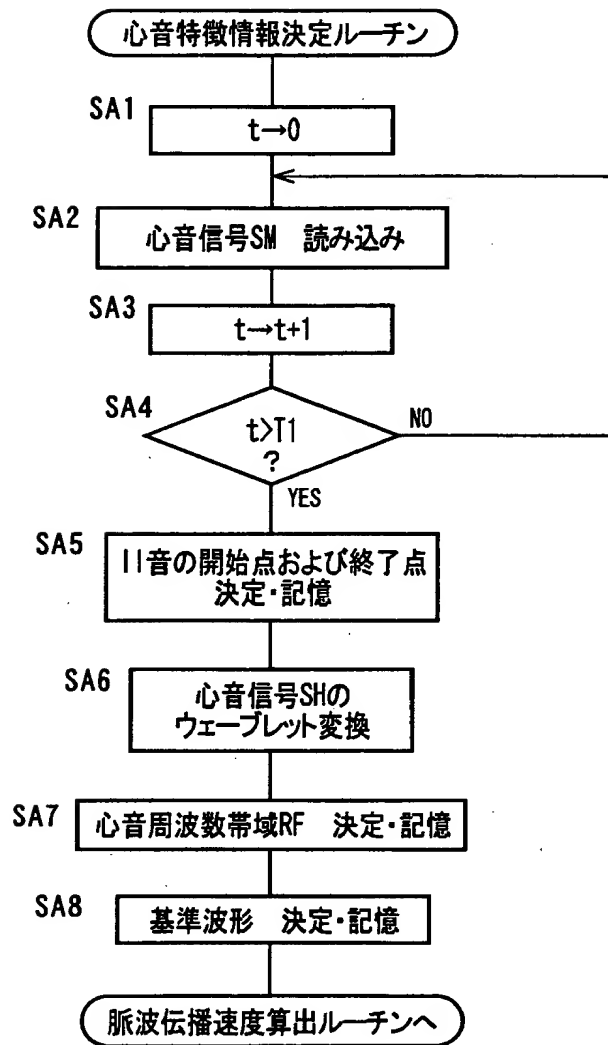 心音特徴情報決定ルーチン
SA1
t→0
SA2
心音信号SM 読み込み
SA3
t→t+1
SA4
t>T1
?
NO
YES
SA5
II音の開始点および終了点
決定・記憶
SA6
心音信号SHの
ウェーブレット変換
SA7
心音周波数帯域RF 決定・記憶
SA8
基準波形 決定・記憶
脈波伝播速度算出ルーチンへ